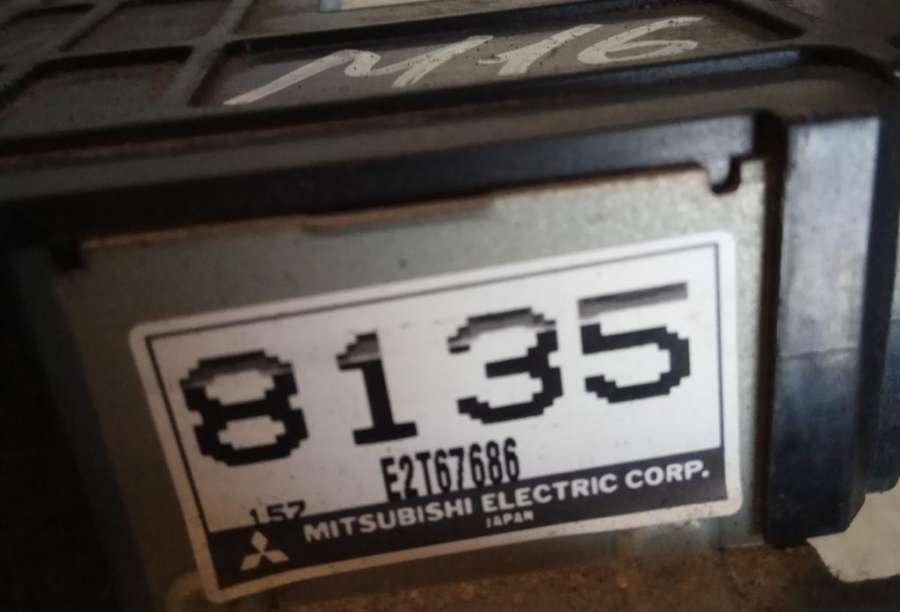 M16
8135
E2T67686
157
MITSUBISHI ELECTRIC CORP.
JAPAN